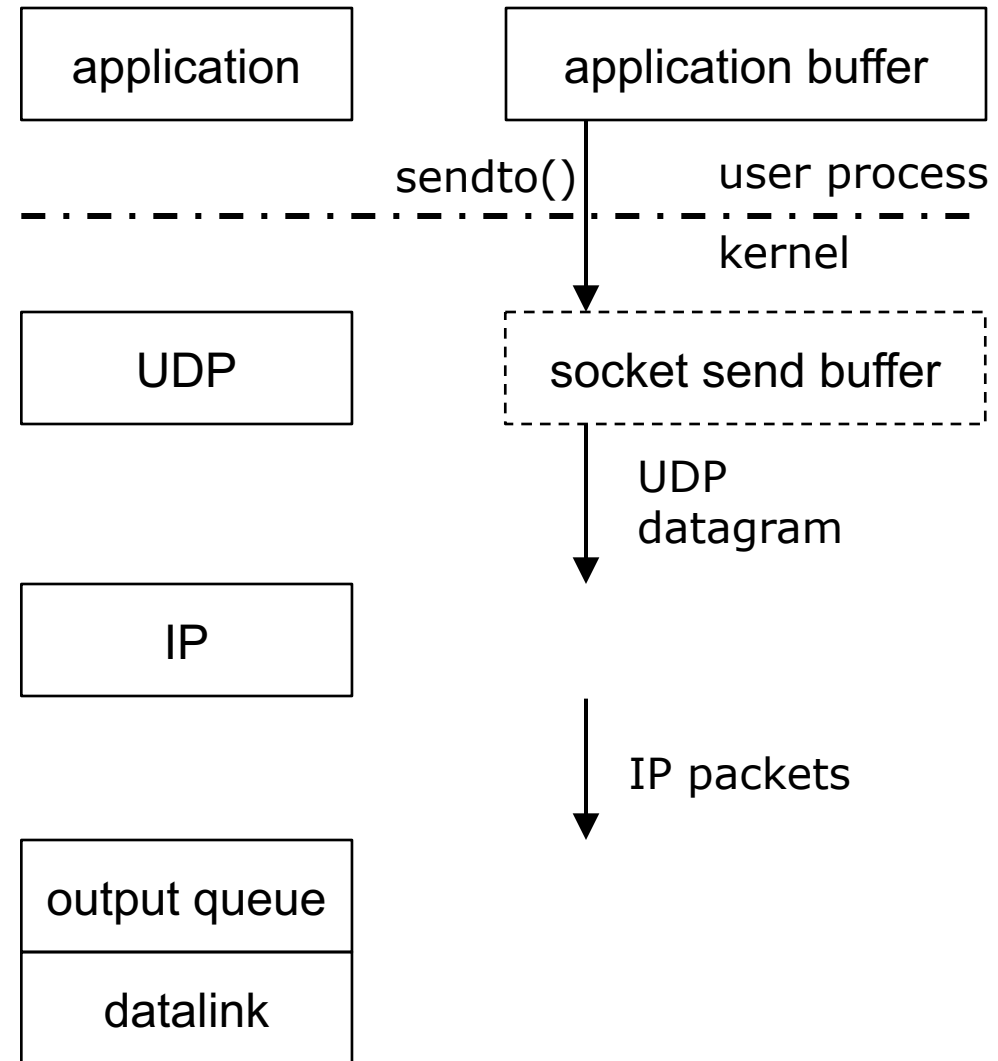 application
application buffer
sendto()
user process
kernel
UDP
socket send buffer
UDP
datagram
IP
IP packets
output queue
datalink